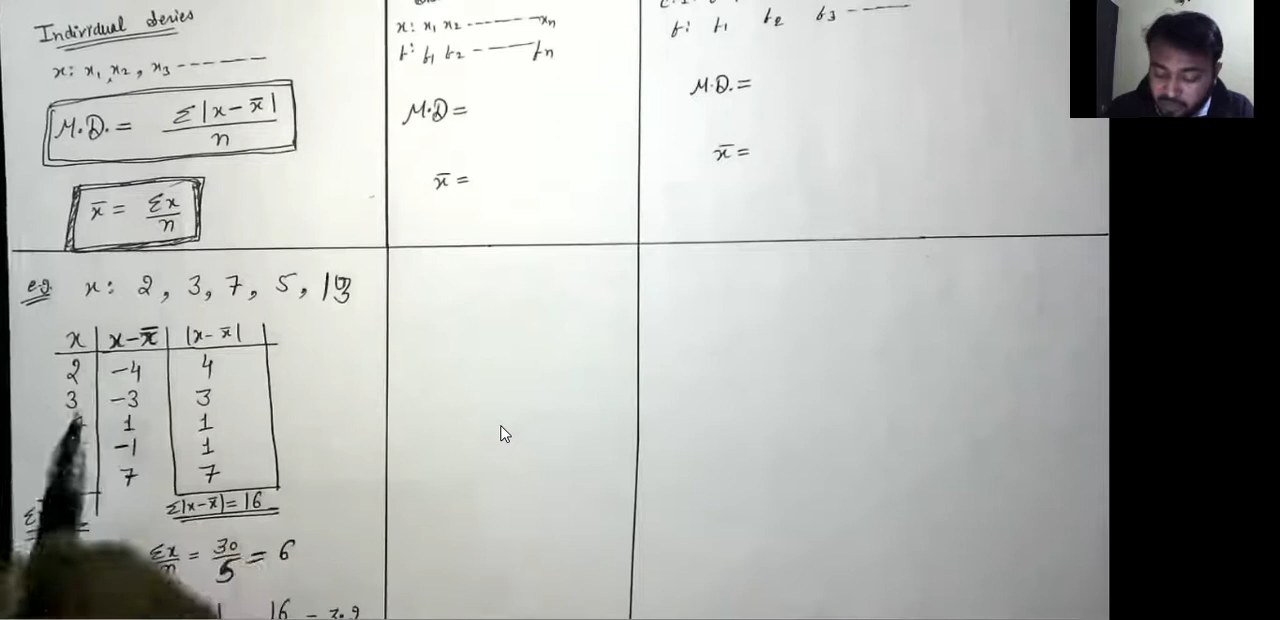 Individual Series
x: x₁, x₂, x₃ ------
M.D. = Σ|x-x̄| / n
x̄ = Σx / n
x: x₁ x₂ ------ xₙ
f: f₁ f₂ ------ fₙ
M.D =
x̄ =
f: f₁ f₂ f₃ ----
M.D. =
x̄ =
e.g. x: 2, 3, 7, 5, 13
x | x-x̄ | |x-x̄|
2 | -4 | 4
3 | -3 | 3
1 | 1
-1 | 1
7 | 7
Σ|x-x̄| = 16
Σx/n = 30/5 = 6
16